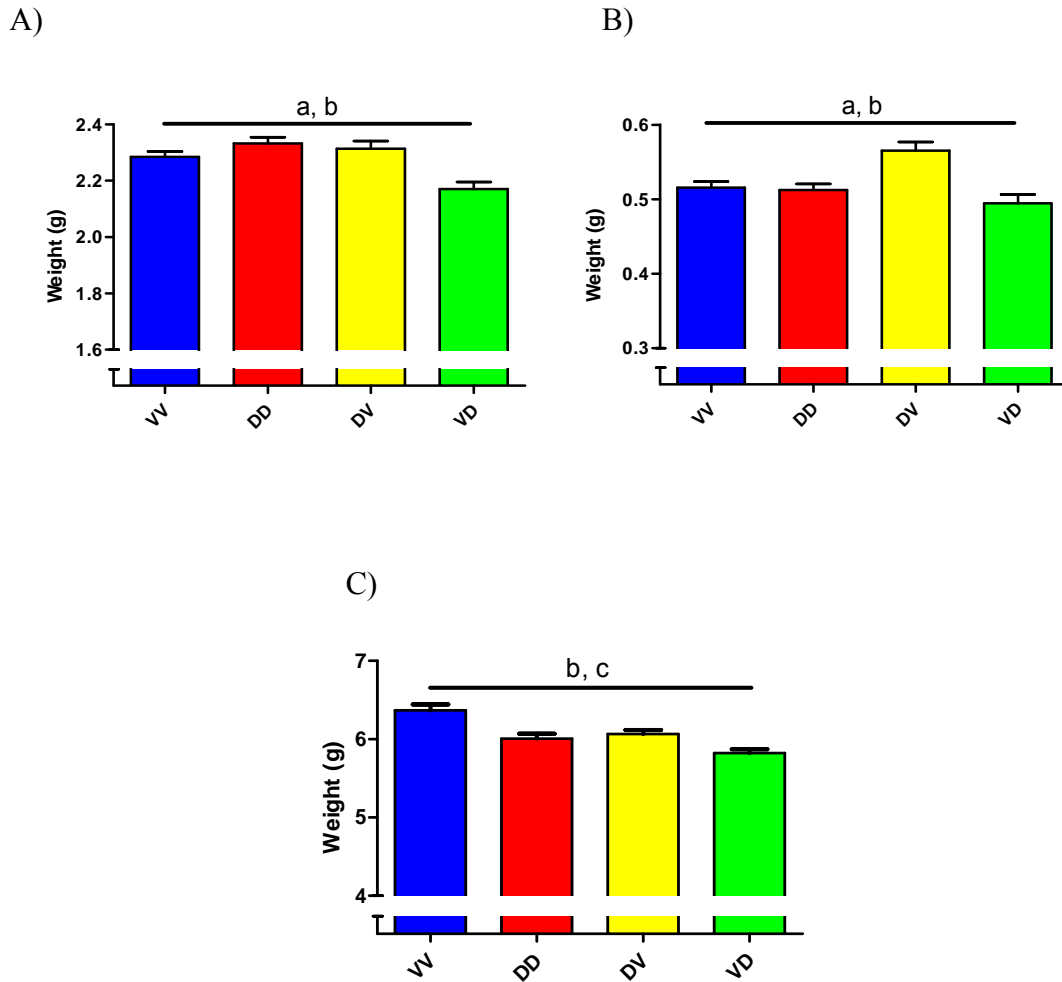 A)
a, b
Weight (g)
2.4
2.2
2.0
1.8
1.6
VV
DD
DV
VD
B)
a, b
Weight (g)
0.6
0.5
0.4
0.3
VV
DD
DV
VD
C)
b, c
Weight (g)
7
6
5
4
VV
DD
DV
VD